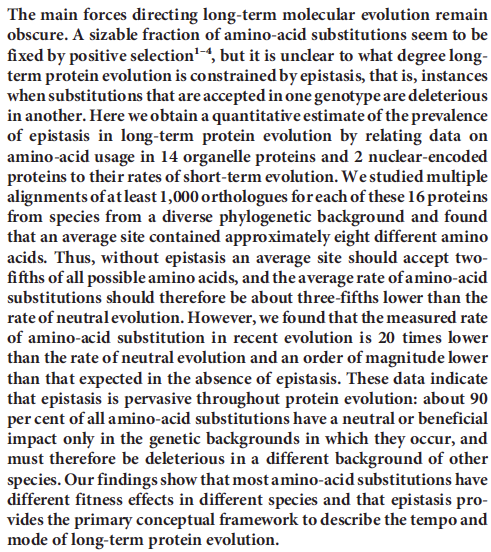 The main forces directing long-term molecular evolution remain
obscure. A sizable fraction of amino-acid substitutions seem to be
fixed by positive selection¹⁻⁴, but it is unclear to what degree long-
term protein evolution is constrained by epistasis, that is, instances
when substitutions that are accepted in one genotype are deleterious
in another. Here we obtain a quantitative estimate of the prevalence
of epistasis in long-term protein evolution by relating data on
amino-acid usage in 14 organelle proteins and 2 nuclear-encoded
proteins to their rates of short-term evolution. We studied multiple
alignments of at least 1,000 orthologues for each of these 16 proteins
from species from a diverse phylogenetic background and found
that an average site contained approximately eight different amino
acids. Thus, without epistasis an average site should accept two-
fifths of all possible amino acids, and the average rate of amino-acid
substitutions should therefore be about three-fifths lower than the
rate of neutral evolution. However, we found that the measured rate
of amino-acid substitution in recent evolution is 20 times lower
than the rate of neutral evolution and an order of magnitude lower
than that expected in the absence of epistasis. These data indicate
that epistasis is pervasive throughout protein evolution: about 90
per cent of all amino-acid substitutions have a neutral or beneficial
impact only in the genetic backgrounds in which they occur, and
must therefore be deleterious in a different background of other
species. Our findings show that most amino-acid substitutions have
different fitness effects in different species and that epistasis pro-
vides the primary conceptual framework to describe the tempo and
mode of long-term protein evolution.